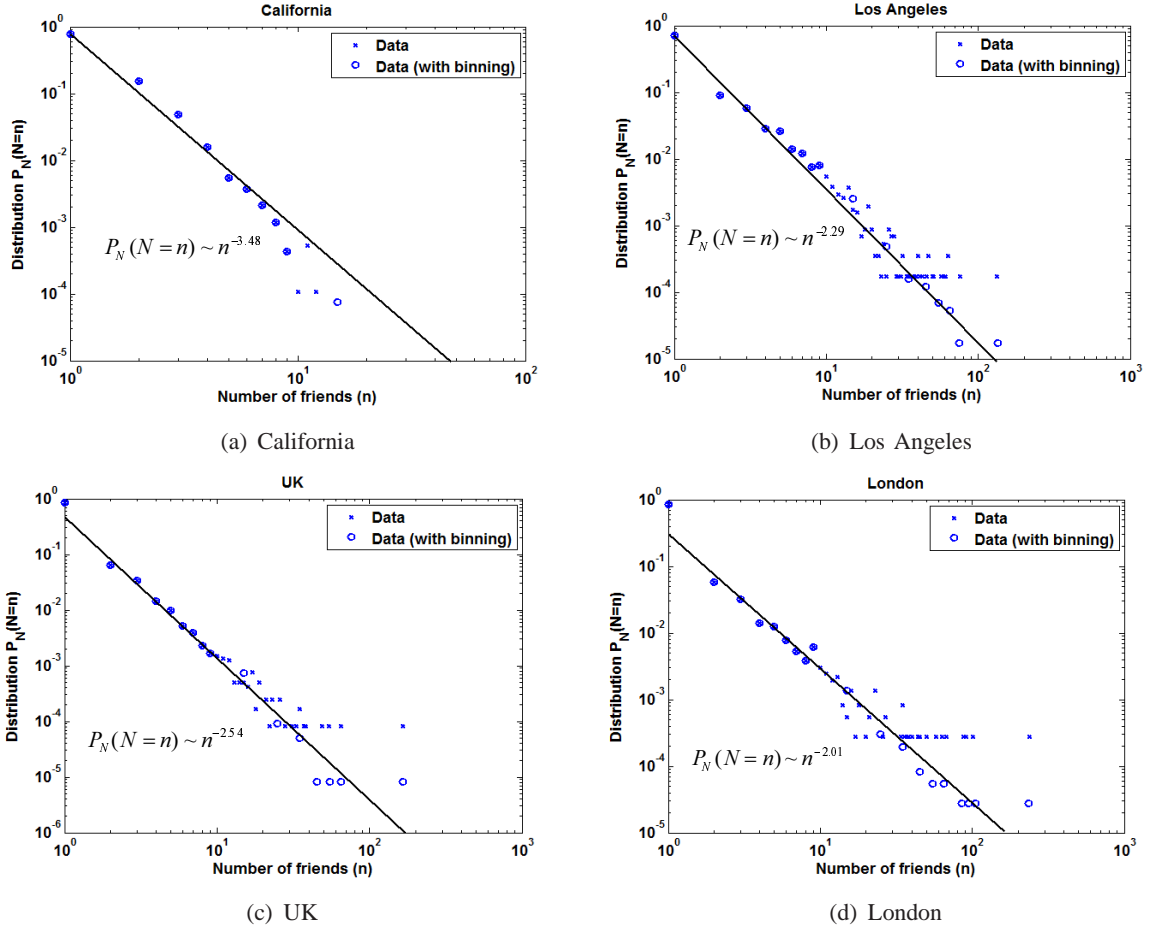 California
Distribution P_N(N=n)
10^0
10^-1
10^-2
10^-3
10^-4
10^-5
Data
Data (with binning)
P_N(N = n) ~ n^-3.48
10^0 10^1 10^2
Number of friends (n)
(a) California
Los Angeles
Distribution P_N(N=n)
10^0
10^-1
10^-2
10^-3
10^-4
10^-5
Data
Data (with binning)
P_N(N = n) ~ n^-2.29
10^0 10^1 10^2 10^3
Number of friends (n)
(b) Los Angeles
UK
Distribution P_N(N=n)
10^0
10^-1
10^-2
10^-3
10^-4
10^-5
10^-6
Data
Data (with binning)
P_N(N = n) ~ n^-2.54
10^0 10^1 10^2 10^3
Number of friends (n)
(c) UK
London
Distribution P_N(N=n)
10^0
10^-1
10^-2
10^-3
10^-4
10^-5
Data
Data (with binning)
P_N(N = n) ~ n^-2.01
10^0 10^1 10^2 10^3
Number of friends (n)
(d) London